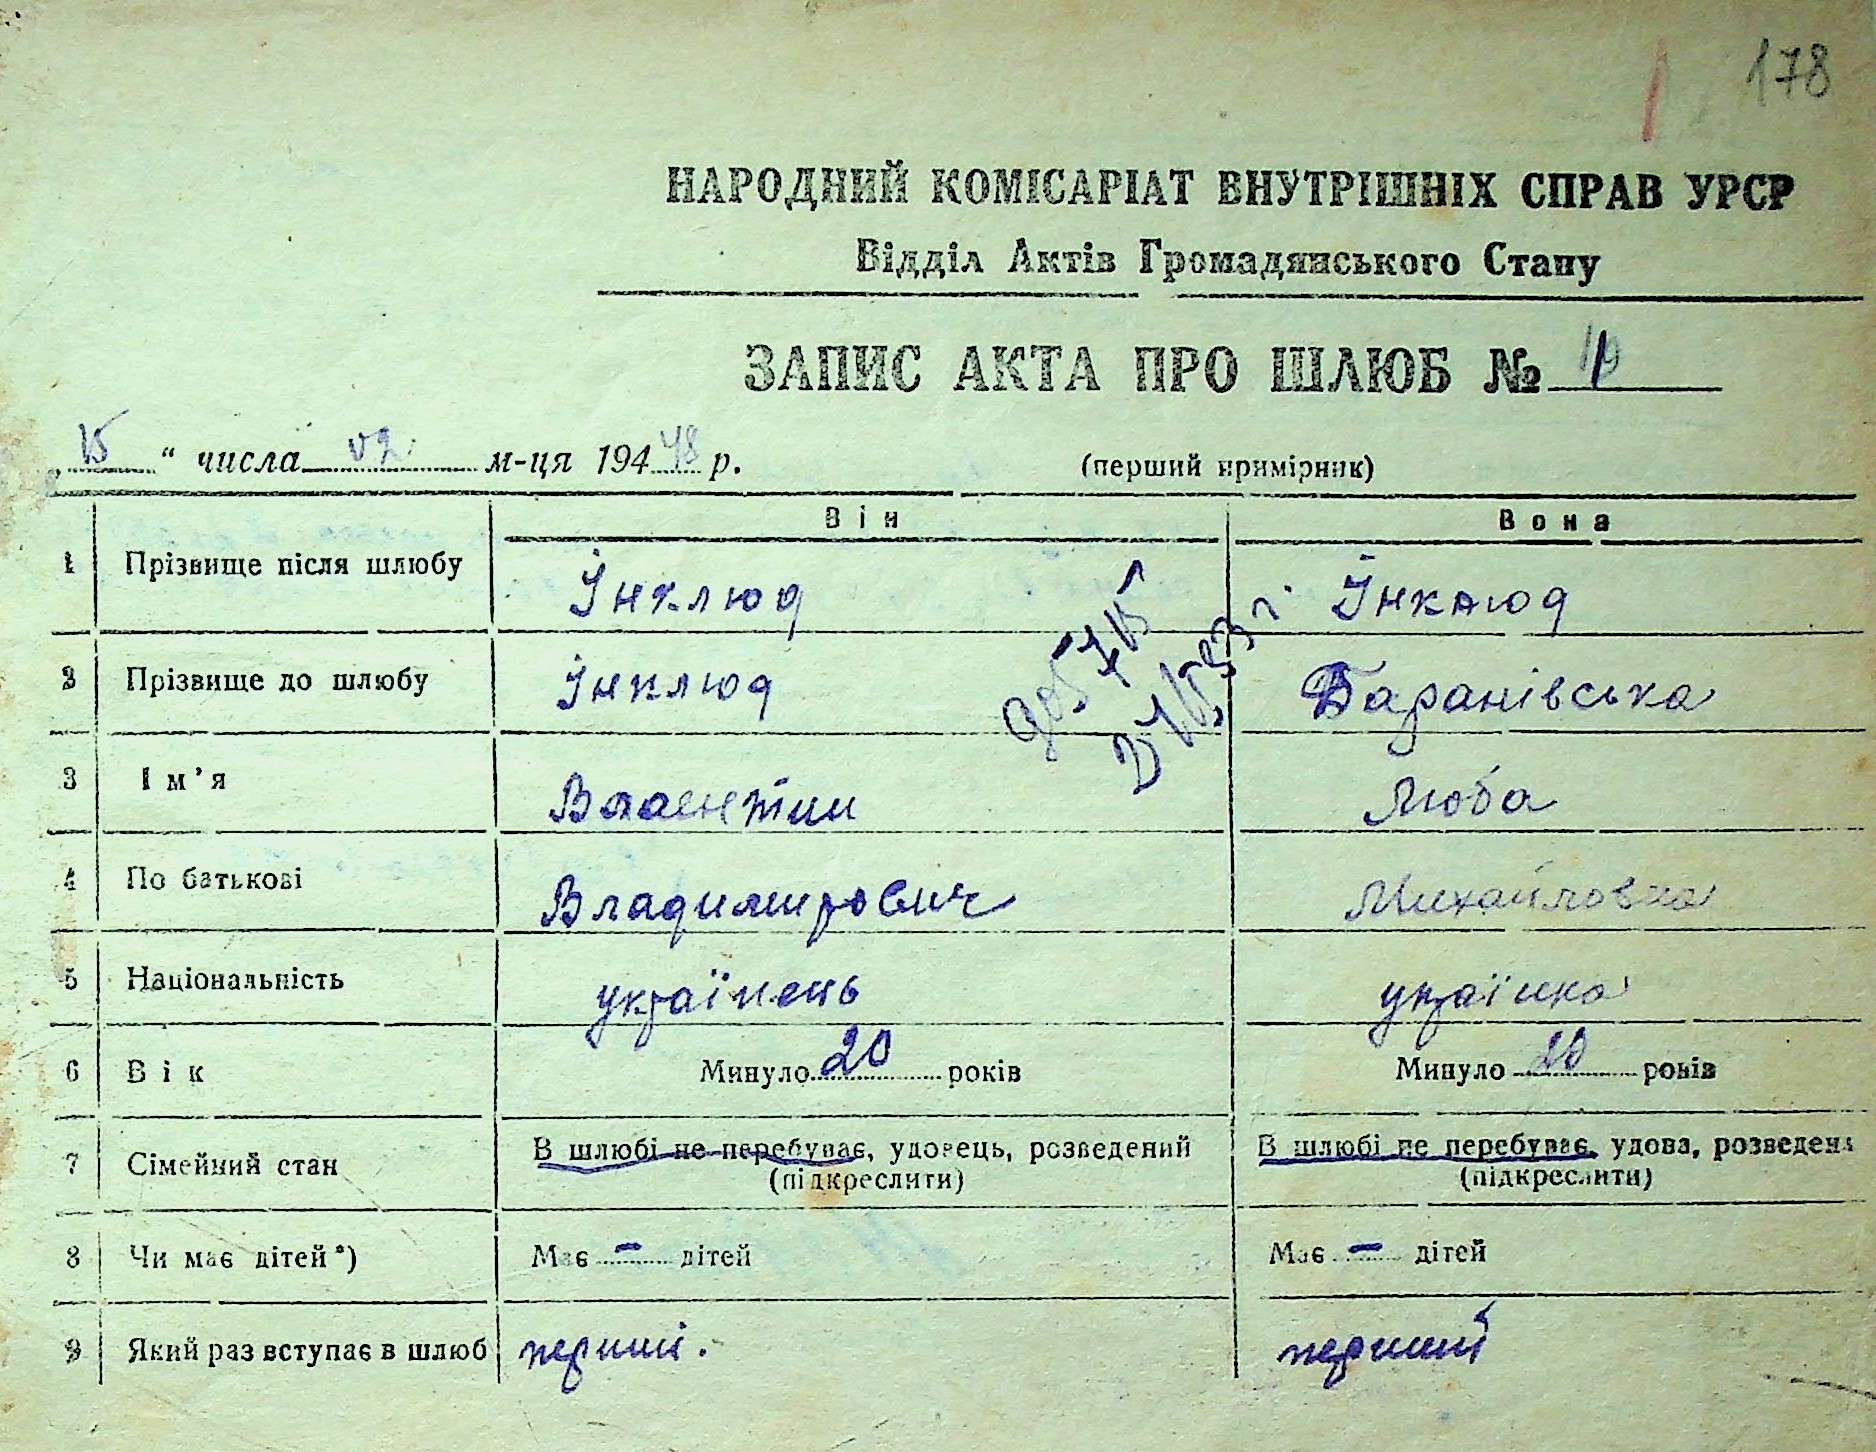 178
НАРОДНИЙ КОМІСАРІАТ ВНУТРІШНІХ СПРАВ УРСР
Відділ Актів Громадянського Стану
ЗАПИС АКТА ПРО ШЛЮБ №
„15“ числа 02 м-ця 19448 р. (перший примірник)
Він Вона
1 Прізвище після шлюбу Інклюд Інклюд
2 Прізвище до шлюбу Інклюд Баранівська
3 Ім’я Валентин Люба
4 По батькові Владимирович Михайловна
5 Національність українець українка
6 Вік Минуло 20 років Минуло 20 років
7 Сімейний стан В шлюбі не перебуває, удовець, розведений В шлюбі не перебуває, удова, розведена
(підкреслити) (підкреслити)
8 Чи має дітей*) Має – дітей Має – дітей
9 Який раз вступає в шлюб перший. перший